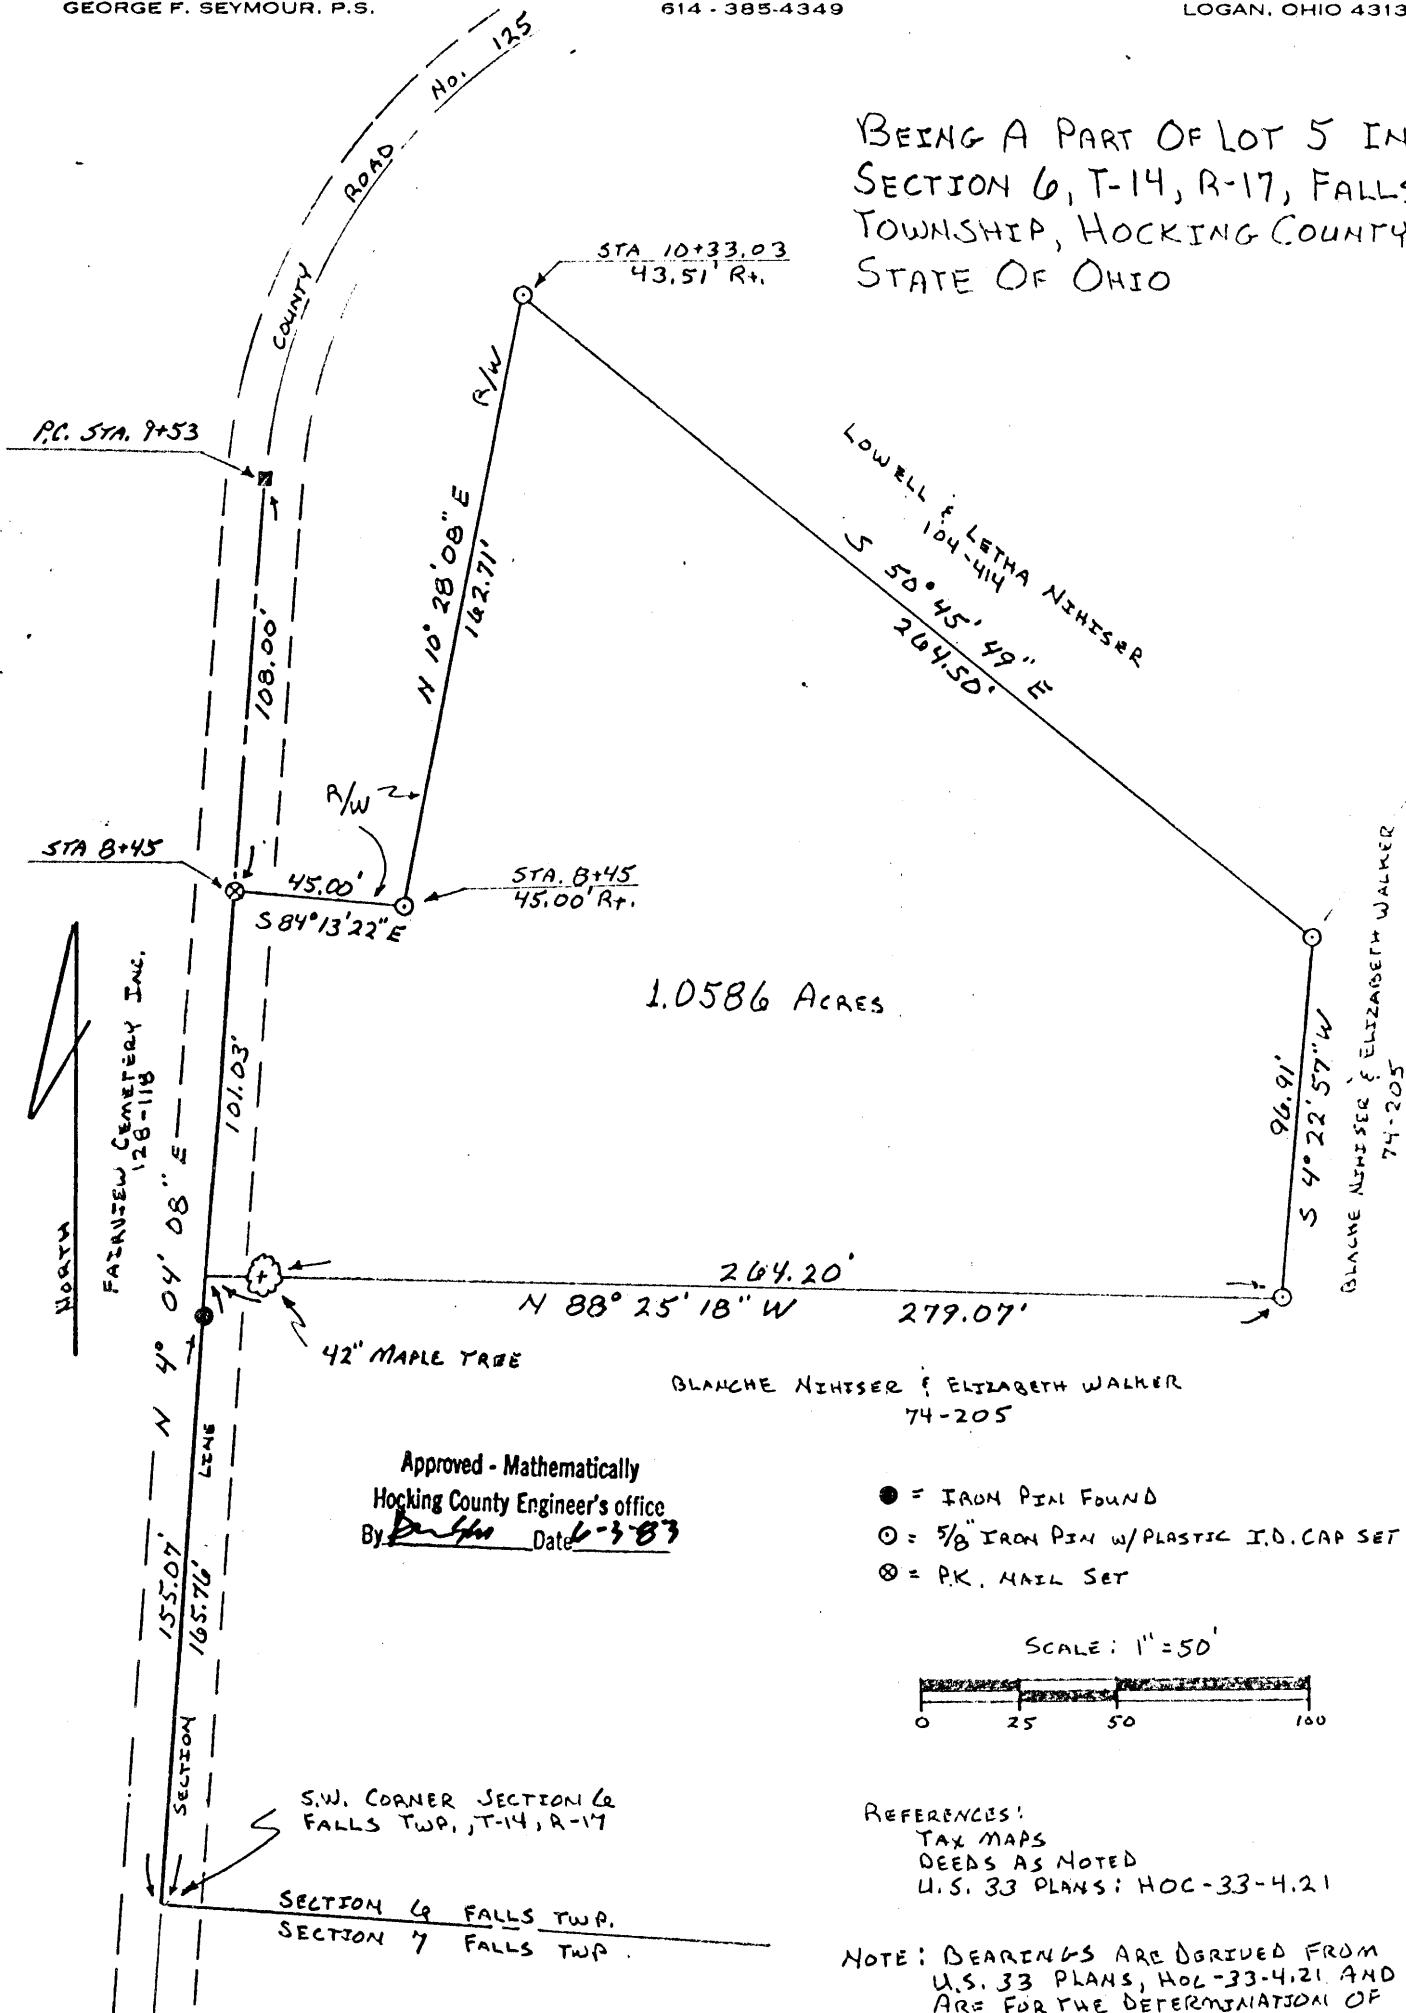 GEORGE F. SEYMOUR, P.S.
614 - 385-4349
LOGAN, OHIO 4313
BEING A PART OF LOT 5 IN
SECTION 6, T-14, R-17, FALLS
TOWNSHIP, HOCKING COUNTY
STATE OF OHIO
COUNTY ROAD No. 125
STA 10+33.03
43.51' Rt.
P.C. STA. 9+53
R/W
N 10° 28' 08" E
162.71'
LOWELL & LETHA NIHISER
104-414
S 50° 45' 49" E
264.50'
108.00'
R/W
STA 8+45
45.00'
S 84° 13' 22" E
STA. 8+45
45.00' Rt.
1.0586 ACRES
NORTH
FAIRVIEW CEMETERY INC.
128-118
101.03'
N 4° 04' 08" E
96.91'
S 4° 22' 57" W
BLANCHE NIHISER & ELIZABETH WALKER
74-205
264.20'
N 88° 25' 18" W 279.07'
42" MAPLE TREE
BLANCHE NIHISER & ELIZABETH WALKER
74-205
Approved - Mathematically
Hocking County Engineer's office
By Date 6-3-83
= IRON PIN FOUND
= 5/8" IRON PIN W/PLASTIC I.D. CAP SET
= P.K. NAIL SET
155.07'
165.76'
SECTION LINE
SCALE: 1" = 50'
0 25 50 100
S.W. CORNER SECTION 6
FALLS TWP., T-14, R-17
SECTION 6 FALLS TWP.
SECTION 7 FALLS TWP.
REFERENCES:
TAX MAPS
DEEDS AS NOTED
U.S. 33 PLANS: HOC-33-4.21
NOTE: BEARINGS ARE DERIVED FROM
U.S. 33 PLANS, HOC-33-4.21 AND
ARE FOR THE DETERMINATION OF